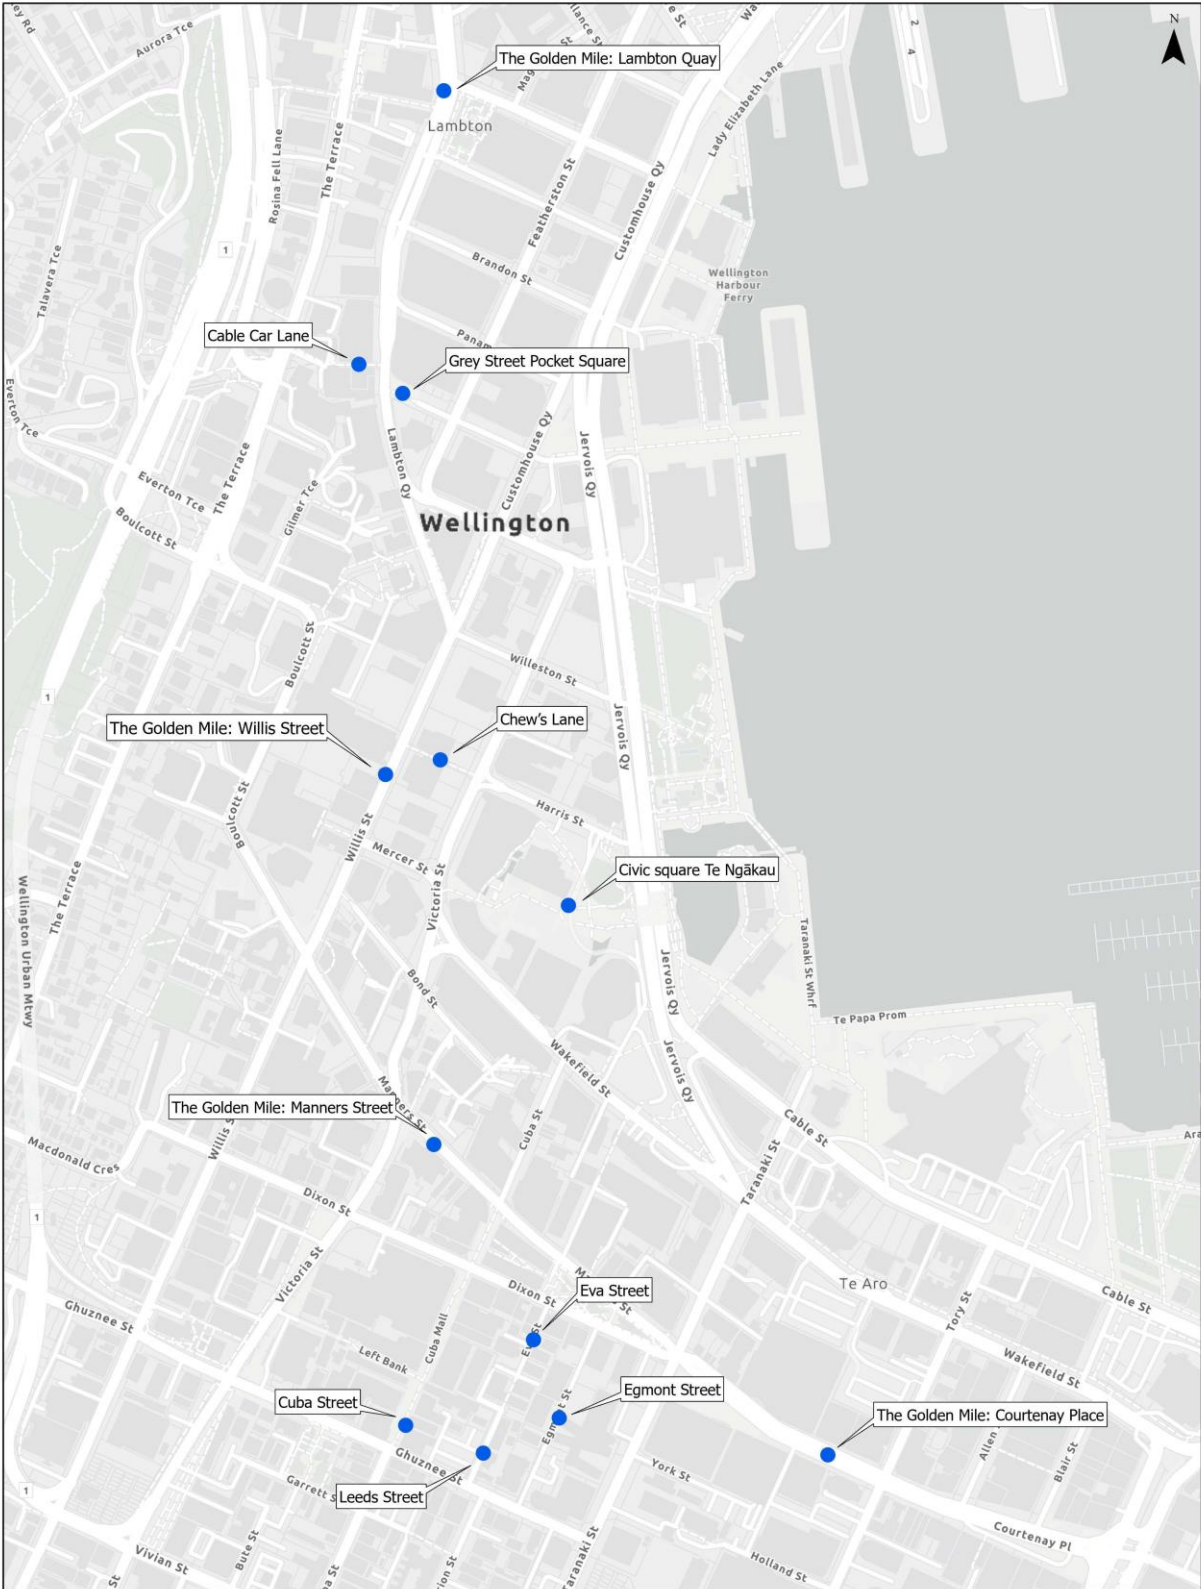 N
Aurora Tce
2
4
The Golden Mile: Lambton Quay
Lambton
Lady Elizabeth Lane
Rosina Fell Lane
The Terrace
Featherston St
Customhouse Qy
1
Talavera Tce
Brandon St
Wellington
Harbour
Ferry
Cable Car Lane
Grey Street Pocket Square
Everton Tce
Lambton Qy
Customhouse Qy
Jervois Qy
The Terrace
Everton Tce
Gilmer Tce
Boulcott St
Wellington
Boulcott St
Willeston St
1
Jervois Qy
Chew's Lane
The Golden Mile: Willis Street
Boulcott St
Willis St
Harris St
Mercer St
Civic square Te Ngākau
Victoria St
The Terrace
Wellington Urban Mtwy
Taranaki St Whrf
Jervois Qy
Bond St
Te Papa Prom
Wakefield St
Jervois Qy
The Golden Mile: Manners Street
Cuba St
Cable St
Macdonald Cres
Taranaki St
Dixon St
1
Victoria St
Te Aro
Eva Street
Dixon St
Cable St
Tory St
Ghuznee St
Cuba Mall
Left Bank
Wakefield St
Egmont Street
Cuba Street
The Golden Mile: Courtenay Place
Blair St
Ghuznee St
York St
Leeds Street
1
Courtenay Pl
Vivian St
Bute St
Holland St
Taranaki St